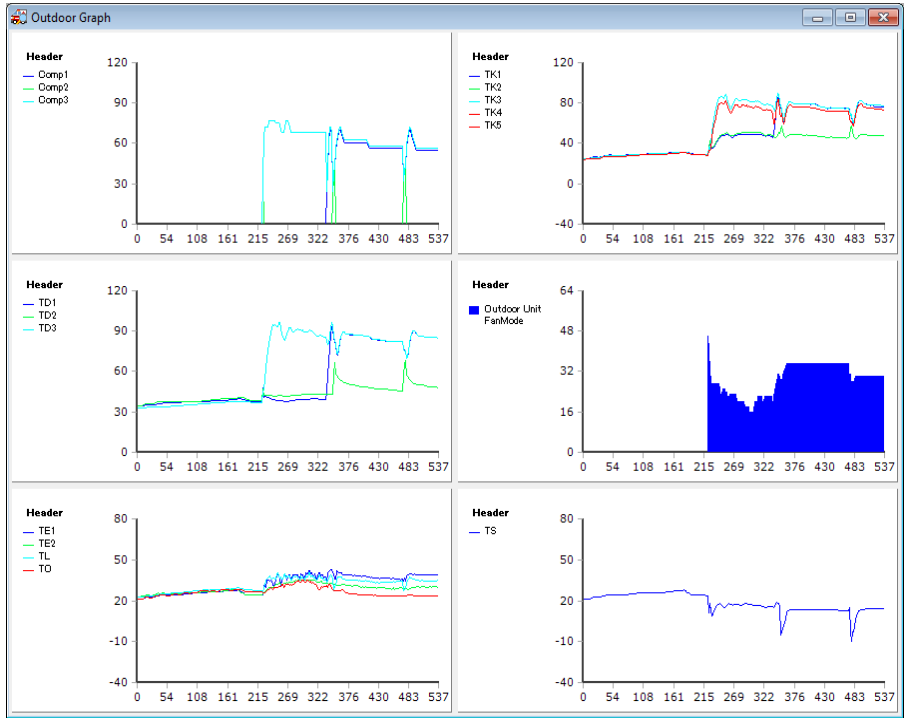 Outdoor Graph
Header
Comp1
Comp2
Comp3
120
90
60
30
0
0 54 108 161 215 269 322 376 430 483 537
Header
TK1
TK2
TK3
TK4
TK5
120
80
40
0
-40
0 54 108 161 215 269 322 376 430 483 537
Header
TD1
TD2
TD3
120
90
60
30
0
0 54 108 161 215 269 322 376 430 483 537
Header
Outdoor Unit
FanMode
64
48
32
16
0
0 54 108 161 215 269 322 376 430 483 537
Header
TE1
TE2
TL
TO
80
50
20
-10
-40
0 54 108 161 215 269 322 376 430 483 537
Header
TS
80
50
20
-10
-40
0 54 108 161 215 269 322 376 430 483 537